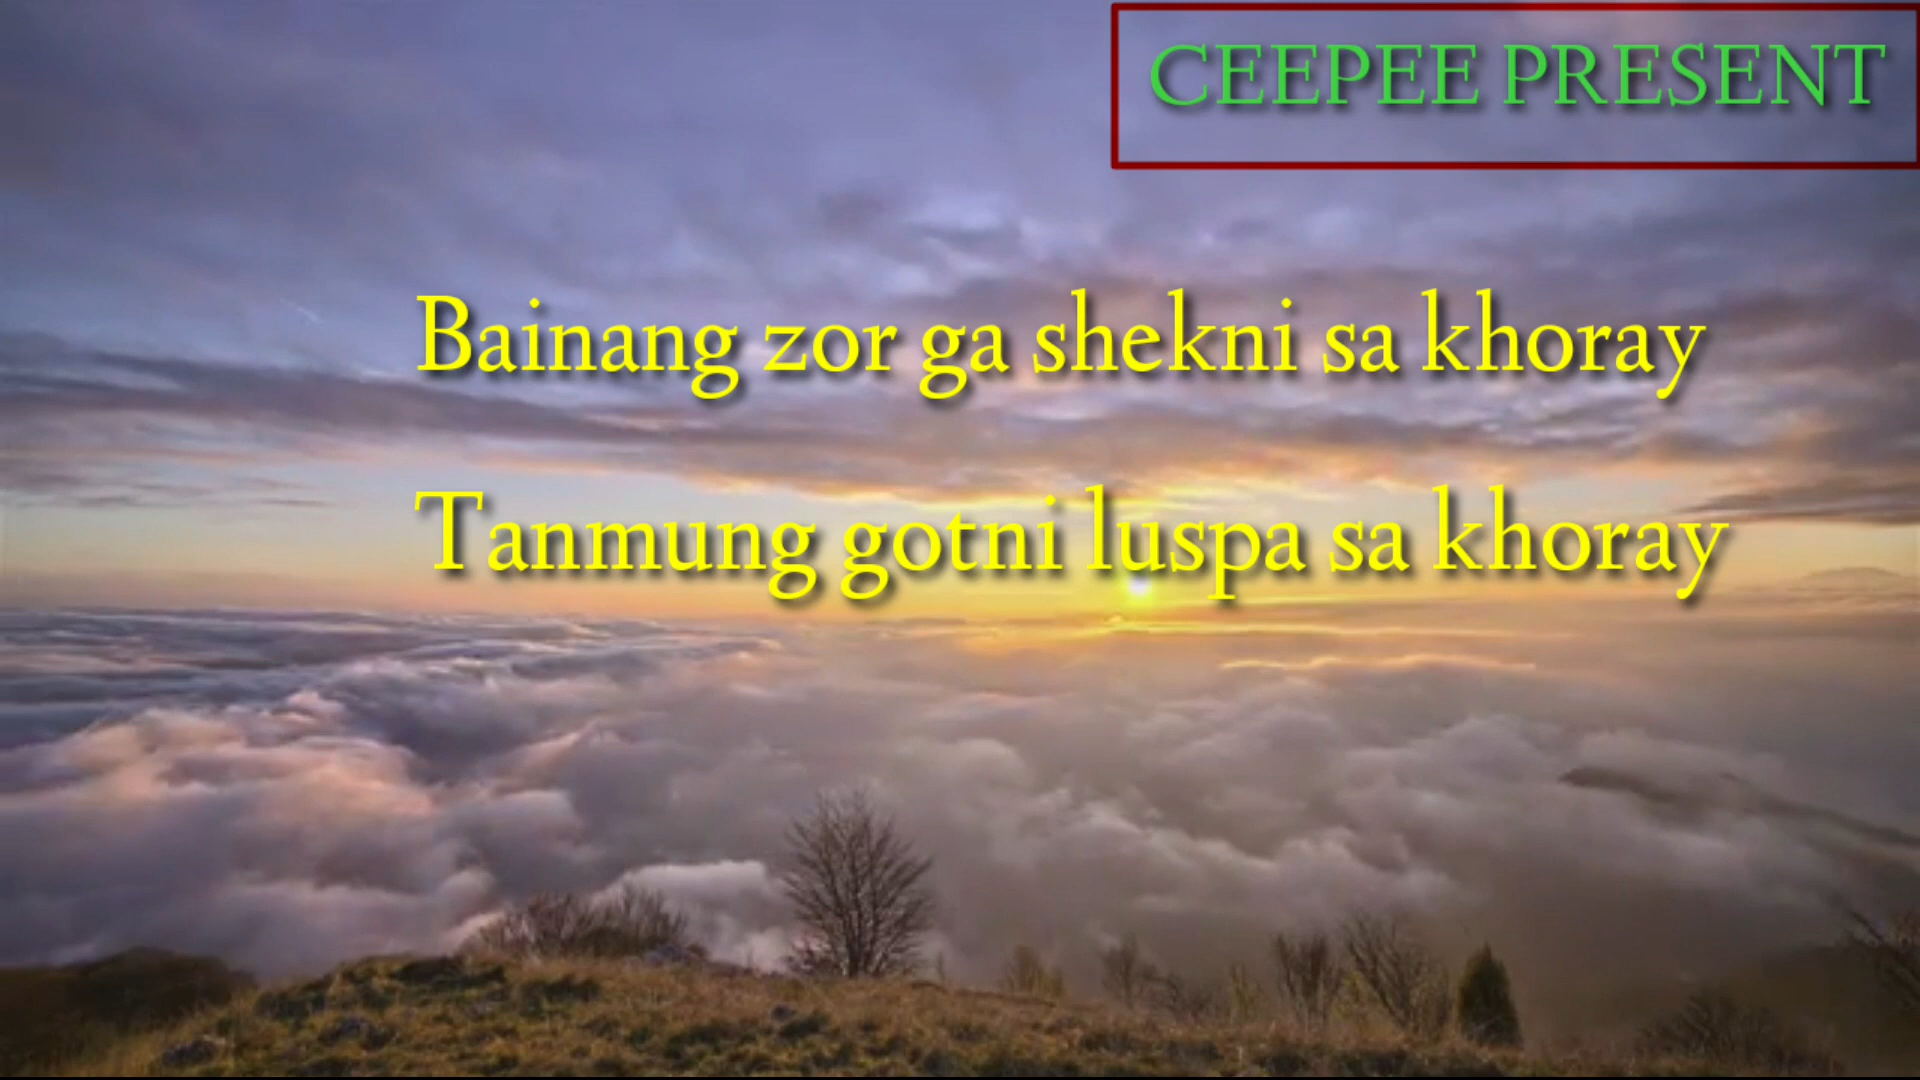 CEEPEE PRESENT
Bainang zor ga shekni sa khoray
Tanmung gotni luspa sa khoray